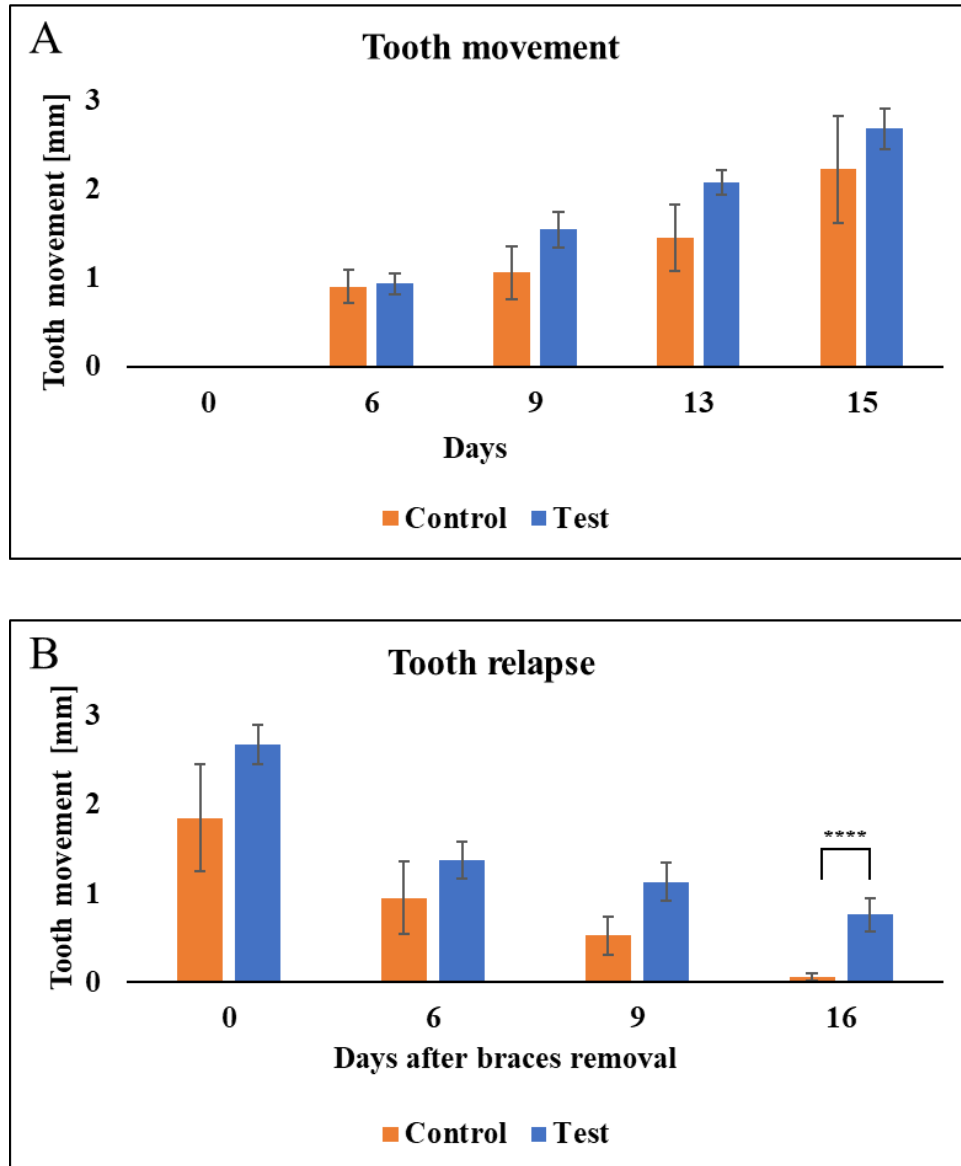 A
Tooth movement
Tooth movement [mm]
3
2
1
0
0 6 9 13 15
Days
Control Test
B
Tooth relapse
Tooth movement [mm]
3
2
1
0
****
0 6 9 16
Days after braces removal
Control Test